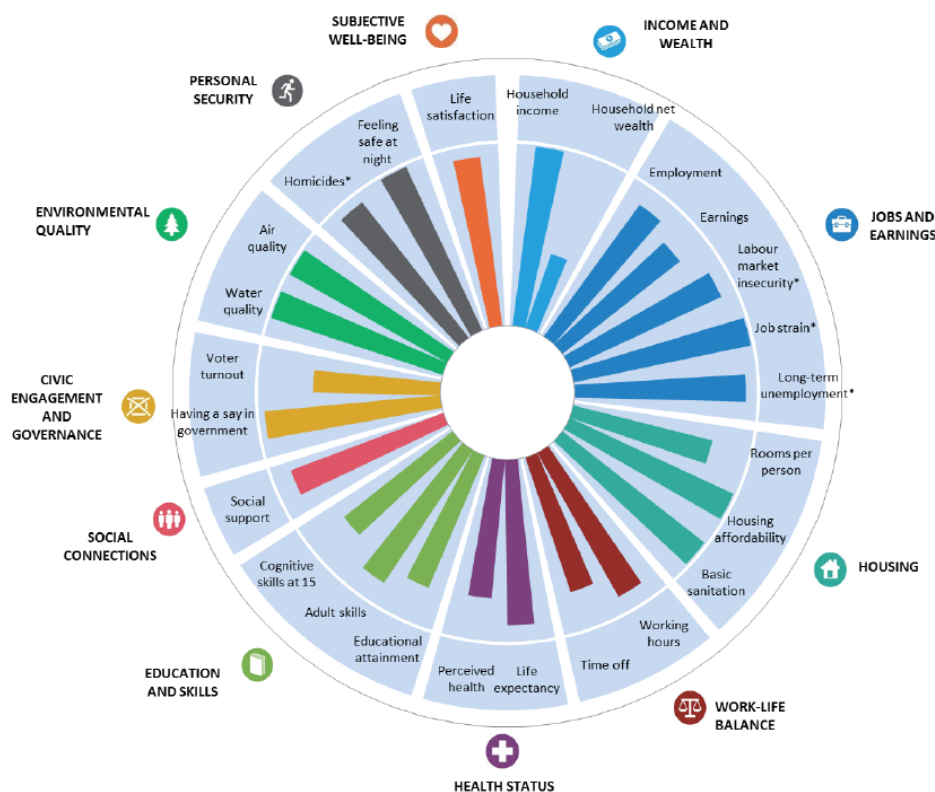 SUBJECTIVE
WELL-BEING
INCOME AND
WEALTH
PERSONAL
SECURITY
Life
satisfaction
Household
income
Household net
wealth
Feeling
safe at
night
Homicides*
Employment
ENVIRONMENTAL
QUALITY
Air
quality
Earnings
JOBS AND
EARNINGS
Labour
market
insecurity*
Water
quality
Job strain*
Voter
turnout
Long-term
unemployment*
CIVIC
ENGAGEMENT
AND
GOVERNANCE
Having a say in
government
Rooms per
person
Social
support
SOCIAL
CONNECTIONS
Housing
affordability
HOUSING
Cognitive
skills at 15
Basic
sanitation
Adult skills
Working
hours
Educational
attainment
Time off
Perceived
health
Life
expectancy
EDUCATION
AND SKILLS
WORK-LIFE
BALANCE
HEALTH STATUS